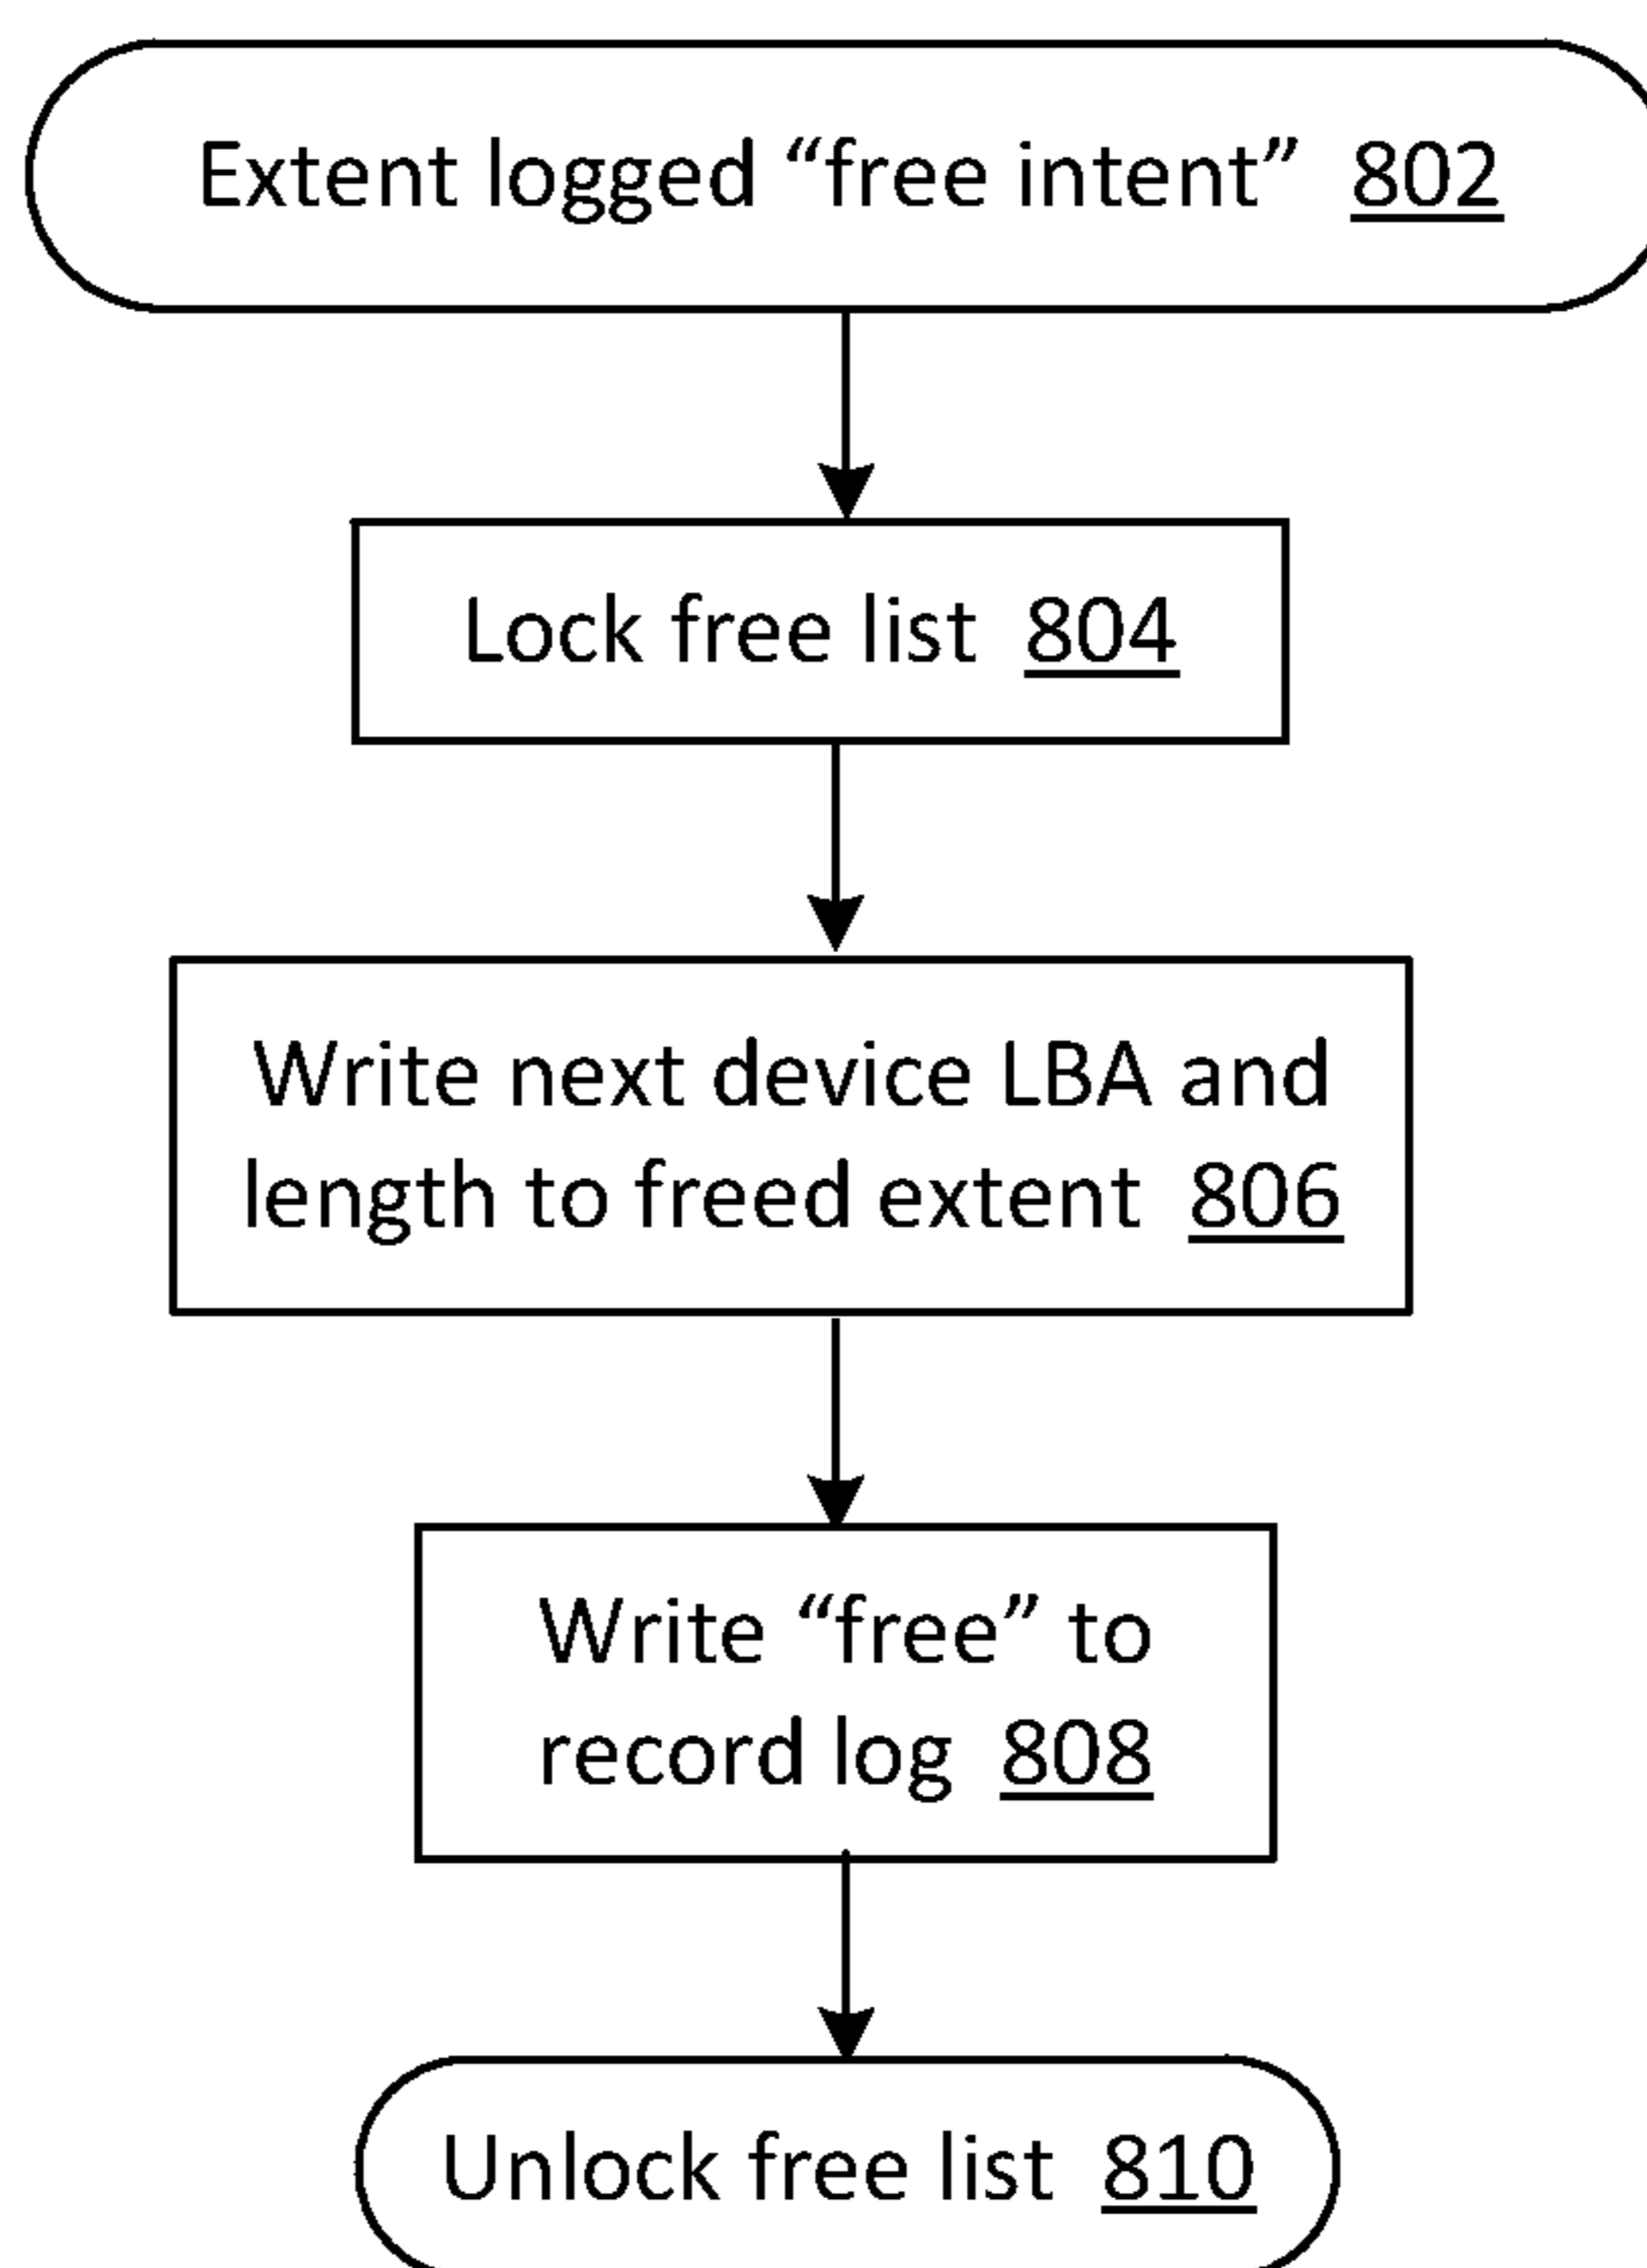 Extent logged “free intent” 802
Lock free list 804
Write next device LBA and
length to freed extent 806
Write “free” to
record log 808
Unlock free list 810